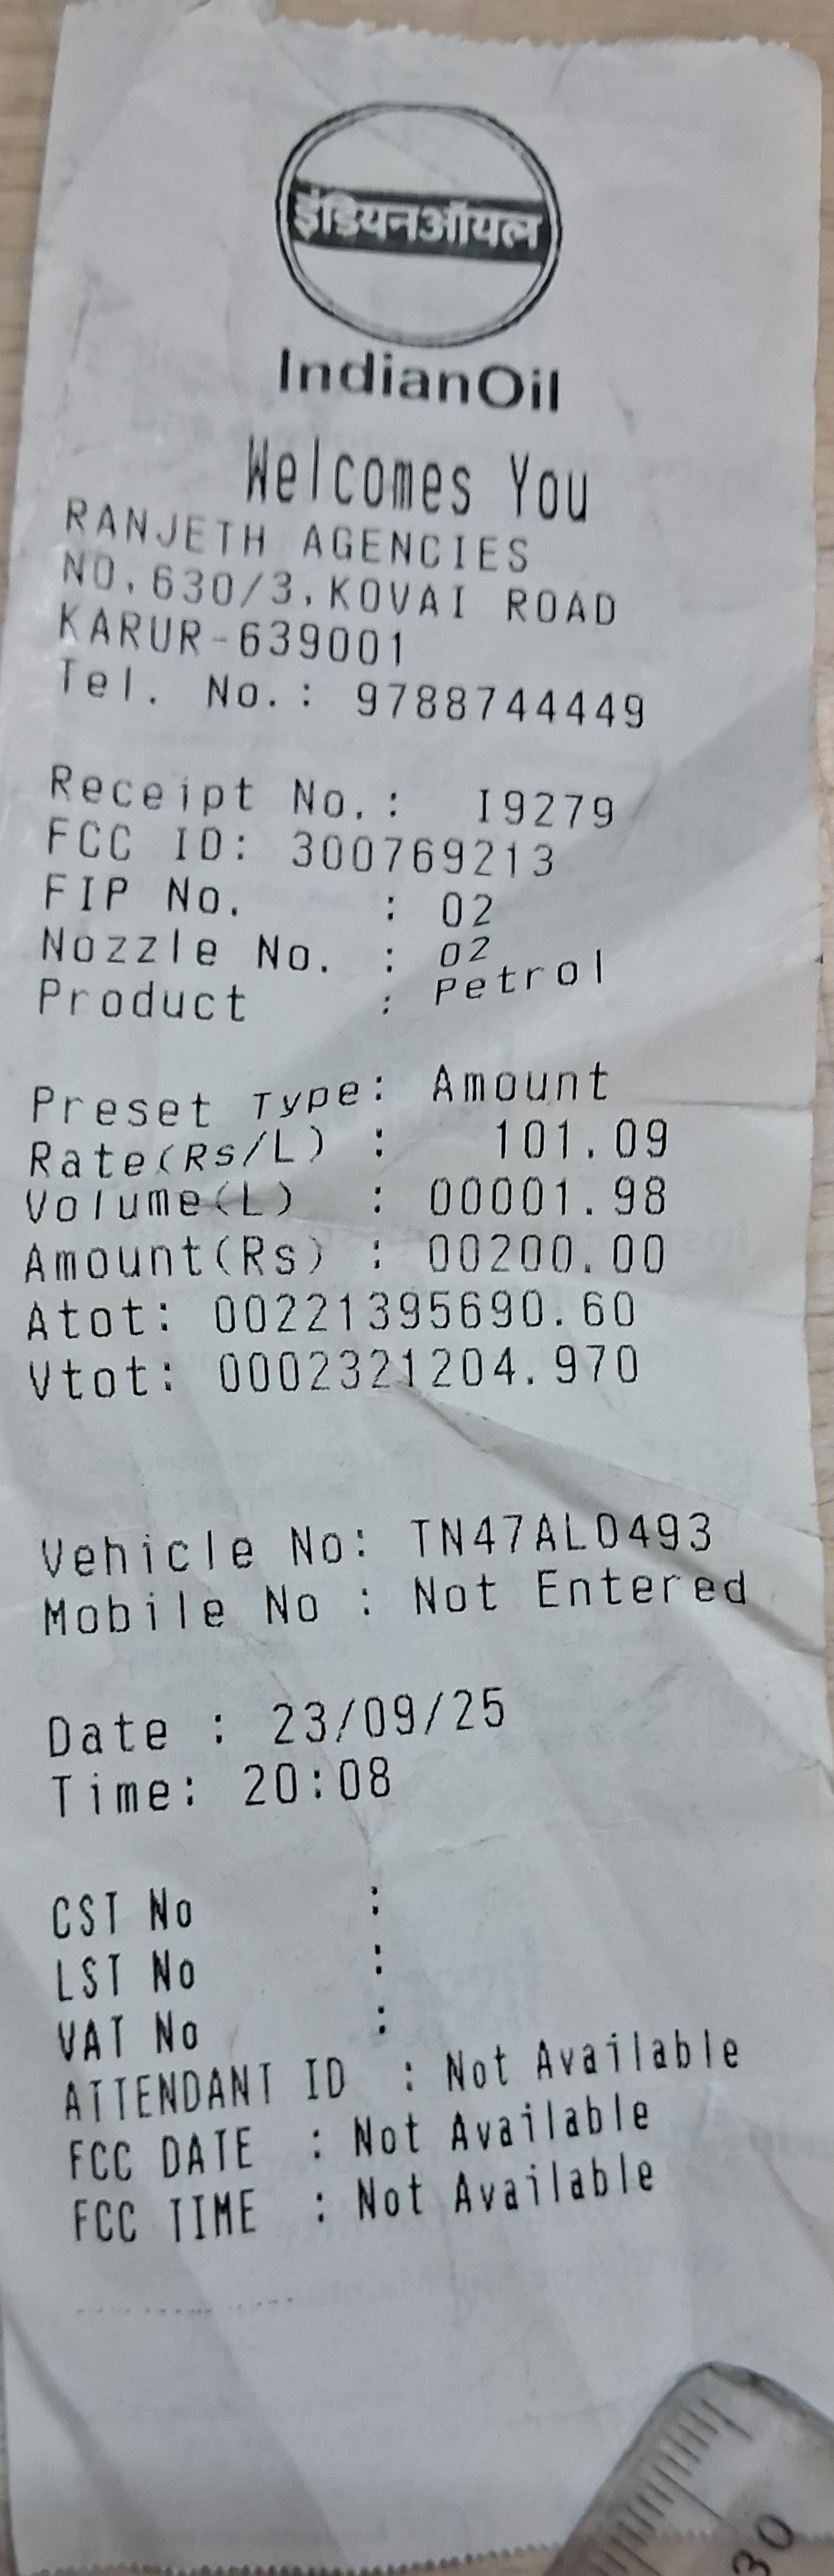 इंडियनऑयल
IndianOil
Welcomes You
RANJETH AGENCIES
NO.630/3.KOVAI ROAD
KARUR-639001
Tel. No.: 9788744449
Receipt No.: I9279
FCC ID: 300769213
FIP No. : 02
Nozzle No. : 02
Product : Petrol
Preset Type: Amount
Rate(Rs/L) : 101.09
Volume(L) : 00001.98
Amount(Rs) : 00200.00
Atot: 00221395690.60
Vtot: 0002321204.970
Vehicle No: TN47AL0493
Mobile No : Not Entered
Date : 23/09/25
Time: 20:08
CST No :
LST No :
VAT No :
ATTENDANT ID : Not Available
FCC DATE : Not Available
FCC TIME : Not Available
30